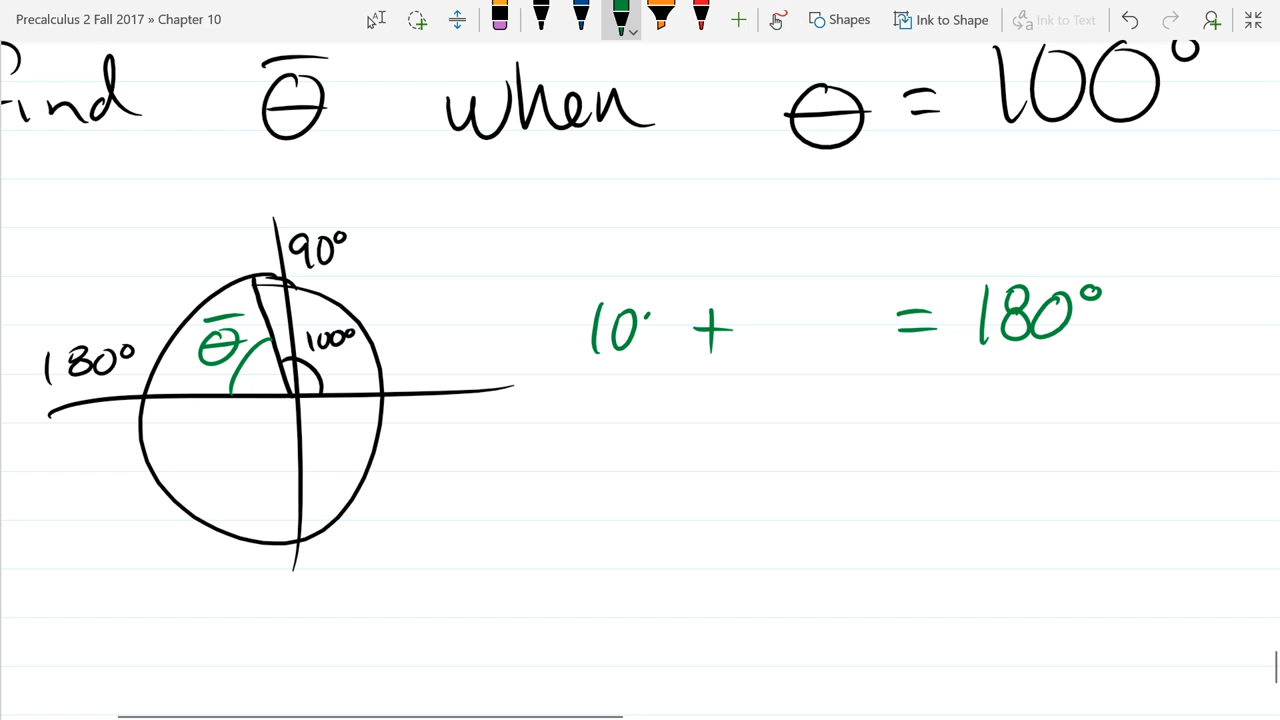 Precalculus 2 Fall 2017 » Chapter 10
Shapes
Ink to Shape
Ink to Text
Find θ̅ when θ = 100°
90°
θ̅
100°
180°
10· + = 180°